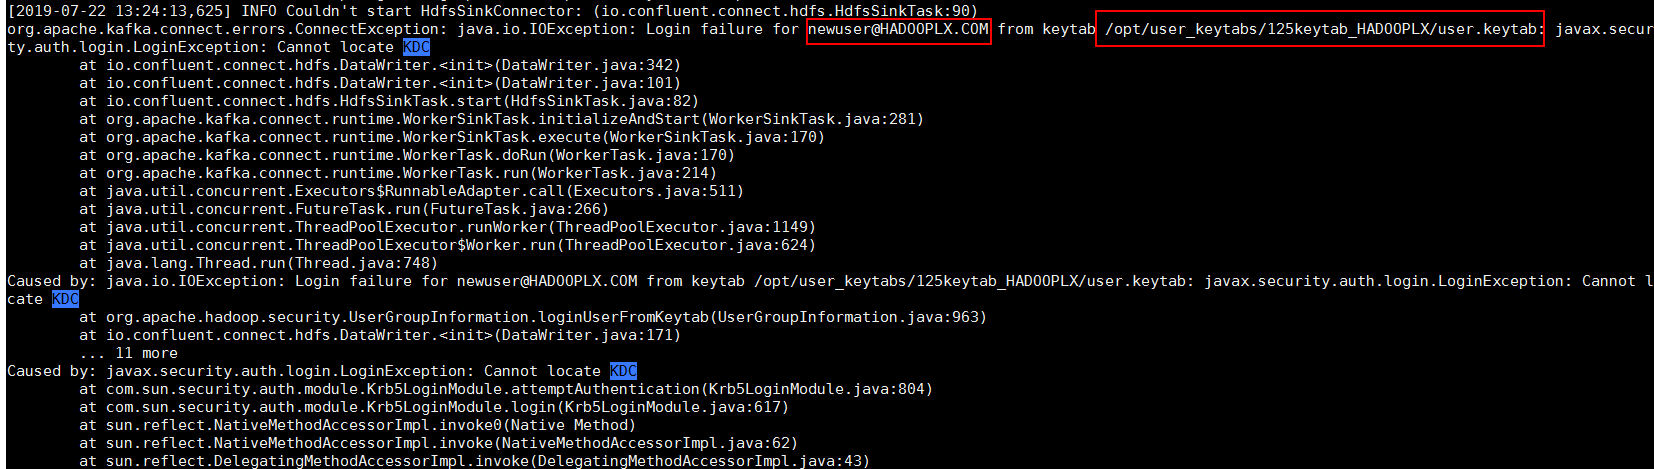 [2019-07-22 13:24:13,625] INFO Couldn't start HdfsSinkConnector: (io.confluent.connect.hdfs.HdfsSinkTask:90)
org.apache.kafka.connect.errors.ConnectException: java.io.IOException: Login failure for newuser@HADOOPLX.COM from keytab /opt/user_keytabs/125keytab_HADOOPLX/user.keytab: javax.secur
ty.auth.login.LoginException: Cannot locate KDC
at io.confluent.connect.hdfs.DataWriter.<init>(DataWriter.java:342)
at io.confluent.connect.hdfs.DataWriter.<init>(DataWriter.java:101)
at io.confluent.connect.hdfs.HdfsSinkTask.start(HdfsSinkTask.java:82)
at org.apache.kafka.connect.runtime.WorkerSinkTask.initializeAndStart(WorkerSinkTask.java:281)
at org.apache.kafka.connect.runtime.WorkerSinkTask.execute(WorkerSinkTask.java:170)
at org.apache.kafka.connect.runtime.WorkerTask.doRun(WorkerTask.java:170)
at org.apache.kafka.connect.runtime.WorkerTask.run(WorkerTask.java:214)
at java.util.concurrent.Executors$RunnableAdapter.call(Executors.java:511)
at java.util.concurrent.FutureTask.run(FutureTask.java:266)
at java.util.concurrent.ThreadPoolExecutor.runWorker(ThreadPoolExecutor.java:1149)
at java.util.concurrent.ThreadPoolExecutor$Worker.run(ThreadPoolExecutor.java:624)
at java.lang.Thread.run(Thread.java:748)
Caused by: java.io.IOException: Login failure for newuser@HADOOPLX.COM from keytab /opt/user_keytabs/125keytab_HADOOPLX/user.keytab: javax.security.auth.login.LoginException: Cannot l
cate KDC
at org.apache.hadoop.security.UserGroupInformation.loginUserFromKeytab(UserGroupInformation.java:963)
at io.confluent.connect.hdfs.DataWriter.<init>(DataWriter.java:171)
... 11 more
Caused by: javax.security.auth.login.LoginException: Cannot locate KDC
at com.sun.security.auth.module.Krb5LoginModule.attemptAuthentication(Krb5LoginModule.java:804)
at com.sun.security.auth.module.Krb5LoginModule.login(Krb5LoginModule.java:617)
at sun.reflect.NativeMethodAccessorImpl.invoke0(Native Method)
at sun.reflect.NativeMethodAccessorImpl.invoke(NativeMethodAccessorImpl.java:62)
at sun.reflect.DelegatingMethodAccessorImpl.invoke(DelegatingMethodAccessorImpl.java:43)